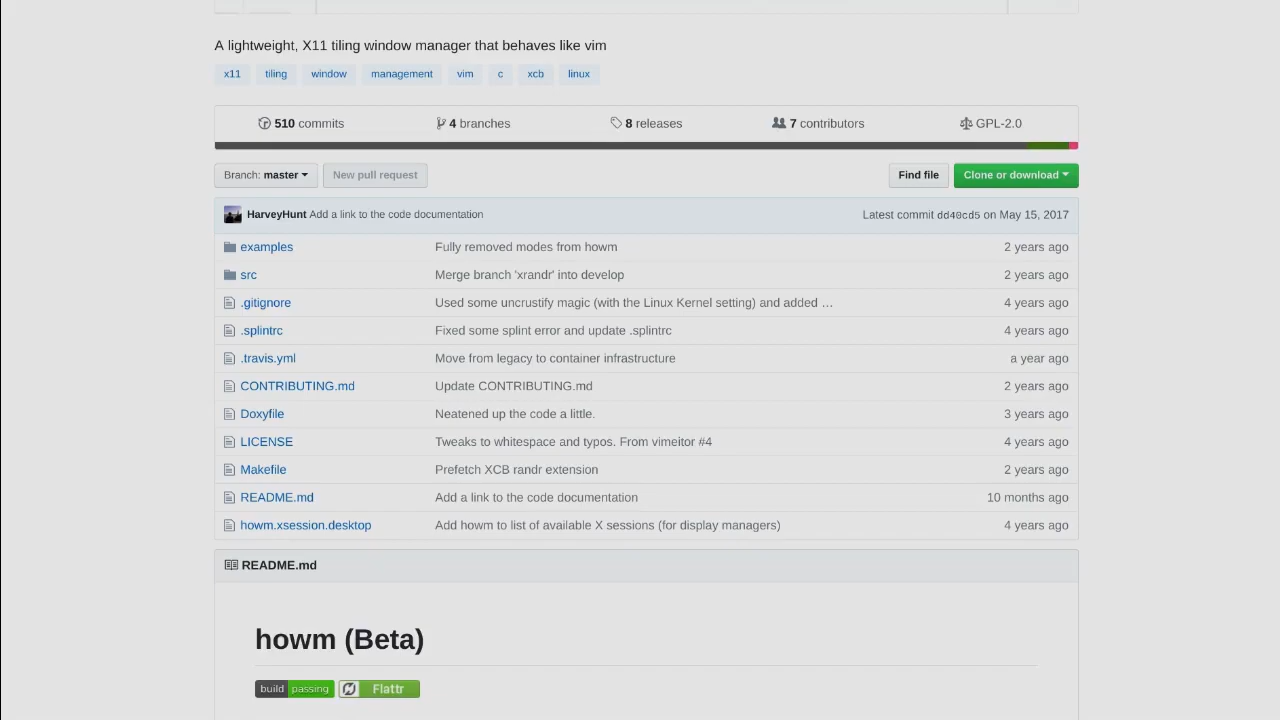 A lightweight, X11 tiling window manager that behaves like vim
x11 tiling window management vim c xcb linux
510 commits 4 branches 8 releases 7 contributors GPL-2.0
Branch: master New pull request Find file Clone or download
HarveyHunt Add a link to the code documentation Latest commit dd40cd5 on May 15, 2017
examples Fully removed modes from howm 2 years ago
src Merge branch 'xrandr' into develop 2 years ago
.gitignore Used some uncrustify magic (with the Linux Kernel setting) and added … 4 years ago
.splintrc Fixed some splint error and update .splintrc 4 years ago
.travis.yml Move from legacy to container infrastructure a year ago
CONTRIBUTING.md Update CONTRIBUTING.md 2 years ago
Doxyfile Neatened up the code a little. 3 years ago
LICENSE Tweaks to whitespace and typos. From vimeitor #4 4 years ago
Makefile Prefetch XCB randr extension 2 years ago
README.md Add a link to the code documentation 10 months ago
howm.xsession.desktop Add howm to list of available X sessions (for display managers) 4 years ago
README.md
howm (Beta)
build passing Flattr